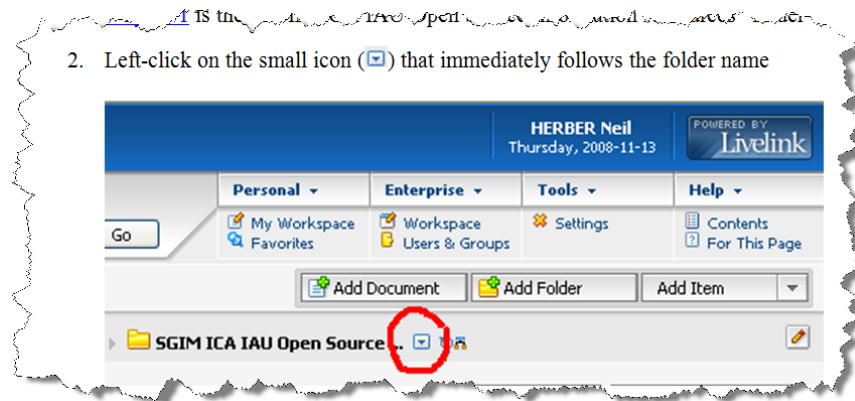 2. Left-click on the small icon ( ) that immediately follows the folder name
HERBER Neil
Thursday, 2008-11-13
POWERED BY
Livelink
Personal Enterprise Tools Help
My Workspace Workspace Settings Contents
Favorites Users & Groups For This Page
Go
Add Document Add Folder Add Item
SGIM ICA IAU Open Source ...